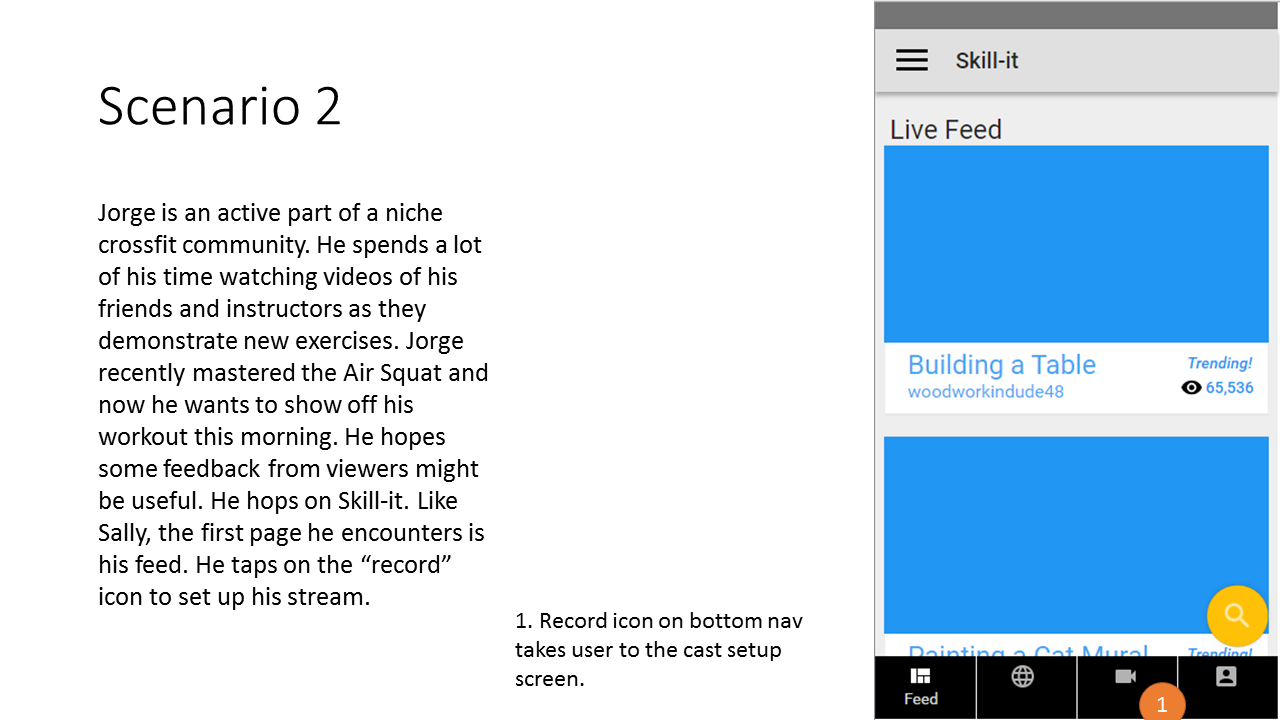 Scenario 2
Jorge is an active part of a niche
crossfit community. He spends a lot
of his time watching videos of his
friends and instructors as they
demonstrate new exercises. Jorge
recently mastered the Air Squat and
now he wants to show off his
workout this morning. He hopes
some feedback from viewers might
be useful. He hops on Skill-it. Like
Sally, the first page he encounters is
his feed. He taps on the “record”
icon to set up his stream.
1. Record icon on bottom nav
takes user to the cast setup
screen.
Skill-it
Live Feed
Building a Table
Trending!
woodworkindude48
65,536
Painting a Cat Mural
Trending!
Feed
1